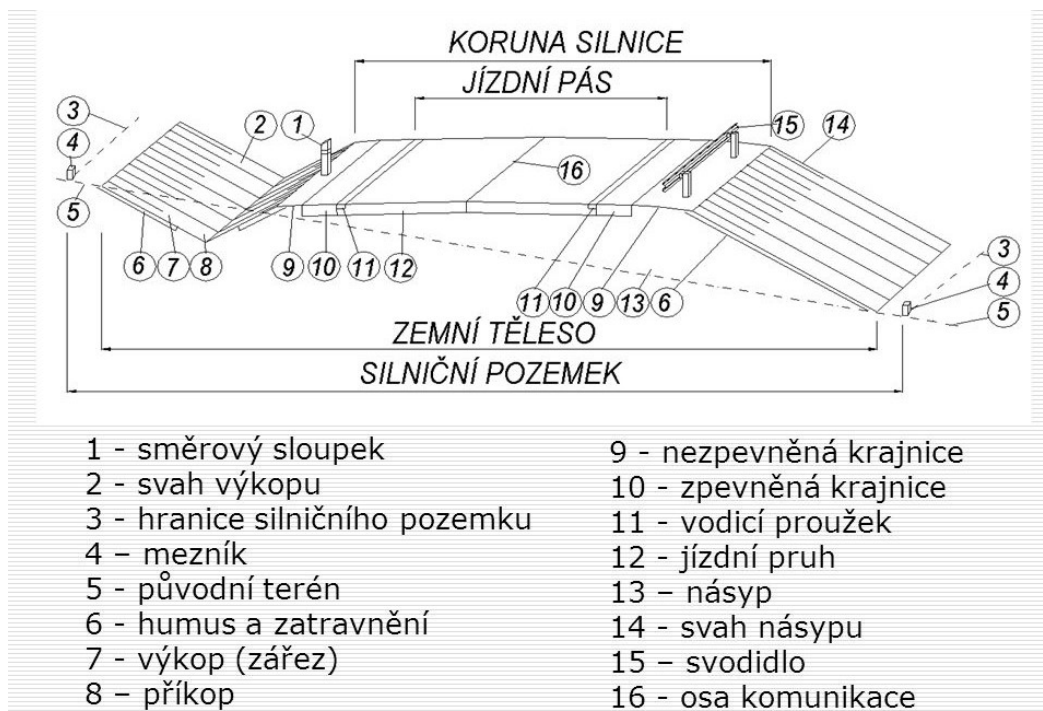 KORUNA SILNICE
JÍZDNÍ PÁS
3
4
5
2
1
16
15
14
6
7
8
9
10
11
12
11
10
9
13
6
3
4
5
ZEMNÍ TĚLESO
SILNIČNÍ POZEMEK
1 - směrový sloupek
2 - svah výkopu
3 - hranice silničního pozemku
4 – mezník
5 - původní terén
6 - humus a zatravnění
7 - výkop (zářez)
8 – příkop
9 - nezpevněná krajnice
10 - zpevněná krajnice
11 - vodicí proužek
12 - jízdní pruh
13 – násyp
14 - svah násypu
15 – svodidlo
16 - osa komunikace